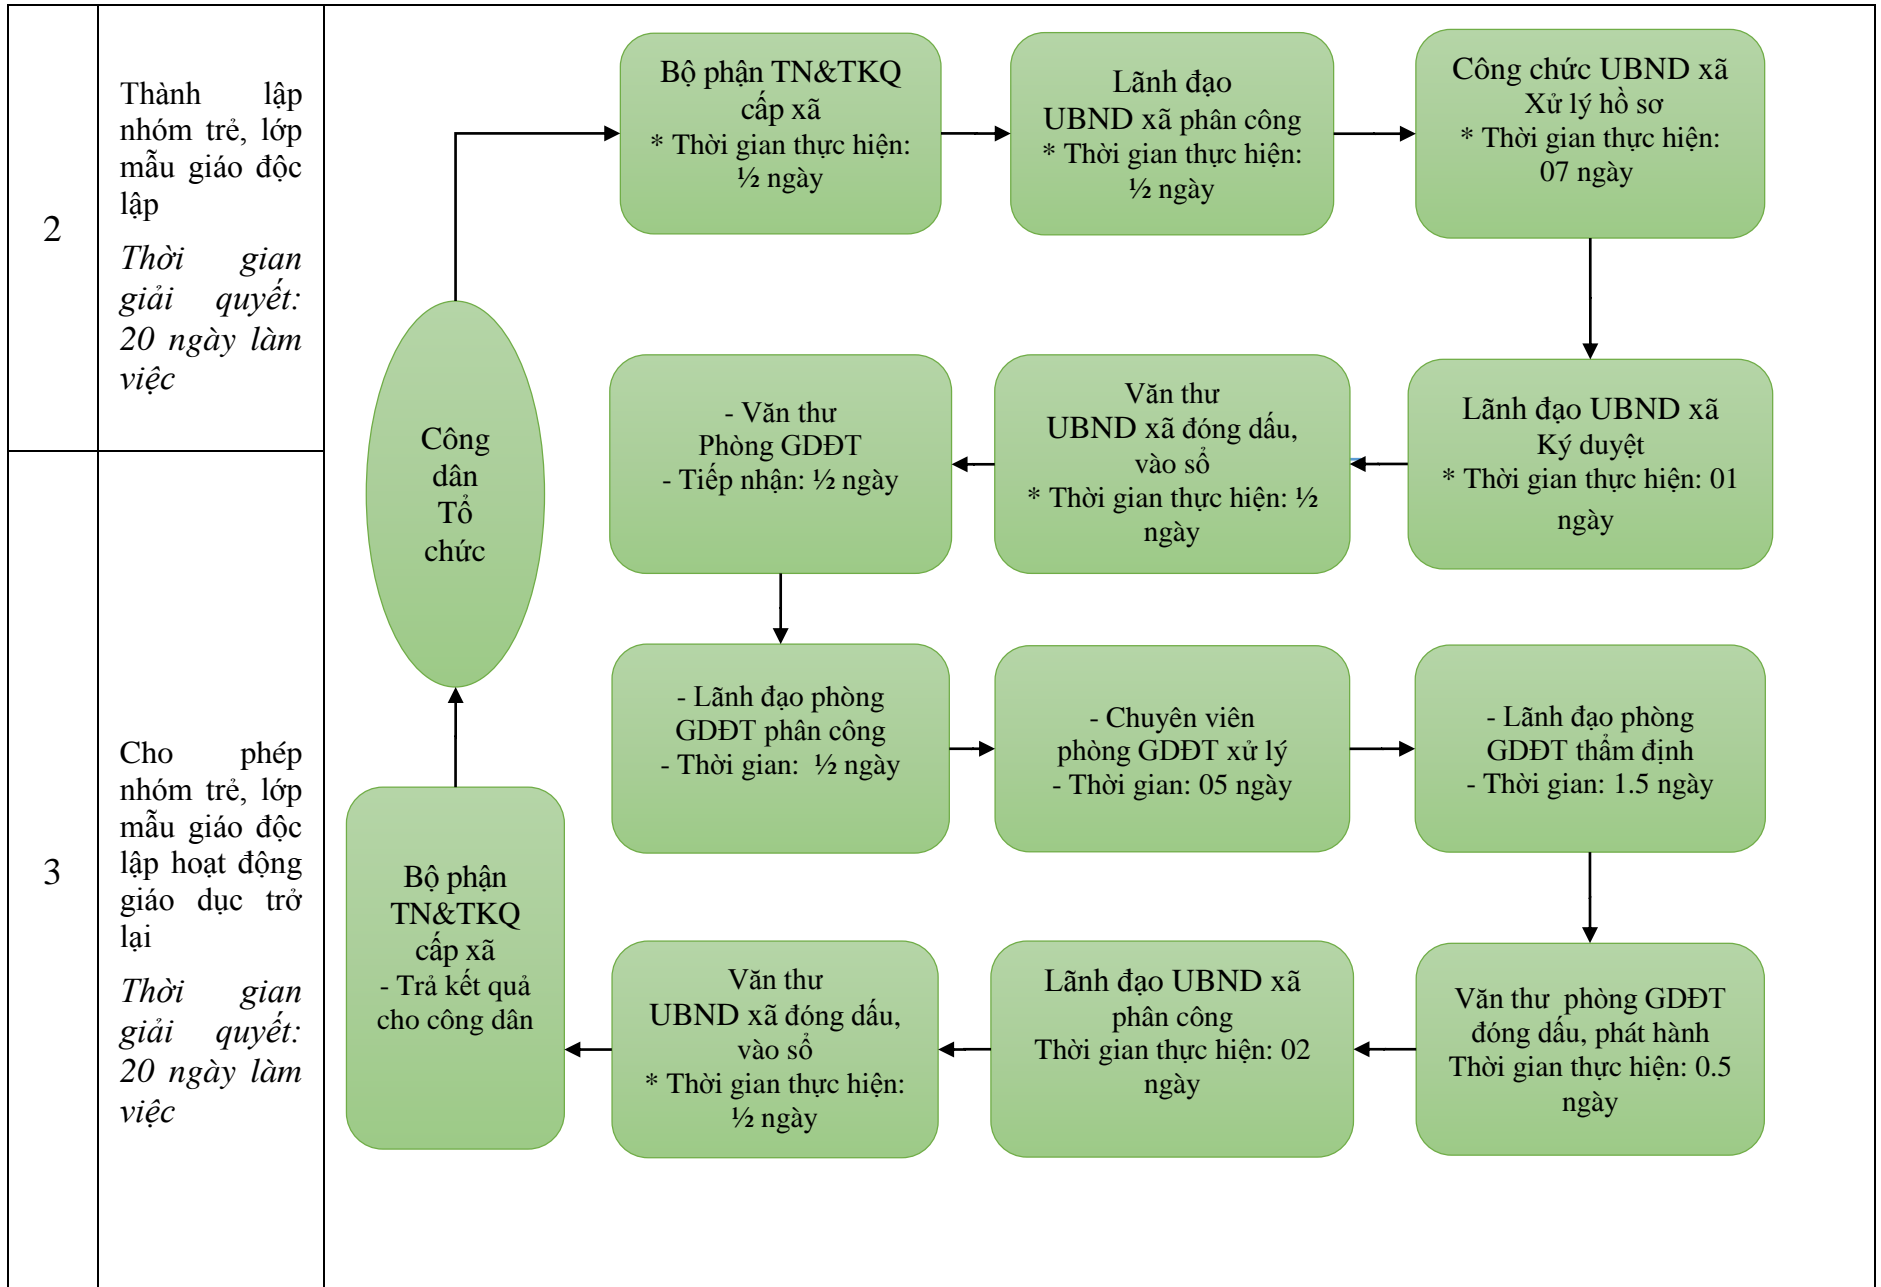 2
Thành lập
nhóm trẻ, lớp
mẫu giáo độc
lập
Thời gian
giải quyết:
20 ngày làm
việc
3
Cho phép
nhóm trẻ, lớp
mẫu giáo độc
lập hoạt động
giáo dục trở
lại
Thời gian
giải quyết:
20 ngày làm
việc
Công
dân
Tổ
chức
Bộ phận TN&TKQ
cấp xã
* Thời gian thực hiện:
½ ngày
Lãnh đạo
UBND xã phân công
* Thời gian thực hiện:
½ ngày
Công chức UBND xã
Xử lý hồ sơ
* Thời gian thực hiện:
07 ngày
Lãnh đạo UBND xã
Ký duyệt
* Thời gian thực hiện: 01
ngày
Văn thư
UBND xã đóng dấu,
vào sổ
* Thời gian thực hiện: ½
ngày
- Văn thư
Phòng GDĐT
- Tiếp nhận: ½ ngày
- Lãnh đạo phòng
GDĐT phân công
- Thời gian: ½ ngày
- Chuyên viên
phòng GDĐT xử lý
- Thời gian: 05 ngày
- Lãnh đạo phòng
GDĐT thẩm định
- Thời gian: 1.5 ngày
Văn thư phòng GDĐT
đóng dấu, phát hành
Thời gian thực hiện: 0.5
ngày
Lãnh đạo UBND xã
phân công
Thời gian thực hiện: 02
ngày
Văn thư
UBND xã đóng dấu,
vào sổ
* Thời gian thực hiện:
½ ngày
Bộ phận
TN&TKQ
cấp xã
- Trả kết quả
cho công dân